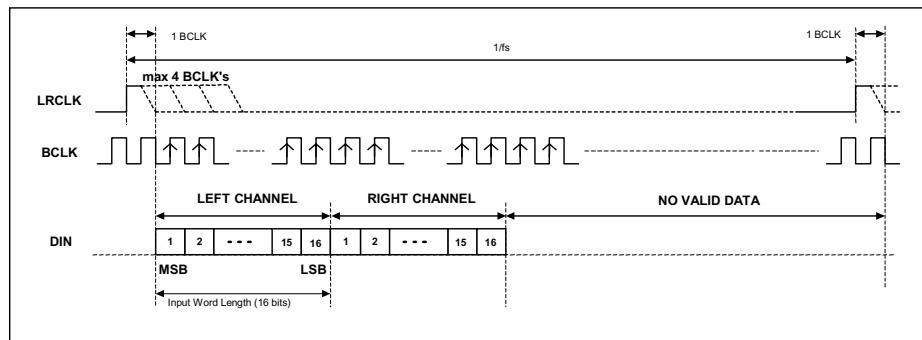 1 BCLK
1 BCLK
1/fs
max 4 BCLK's
LRCLK
BCLK
LEFT CHANNEL
RIGHT CHANNEL
NO VALID DATA
DIN
1 2 15 16 1 2 15 16
MSB
LSB
Input Word Length (16 bits)